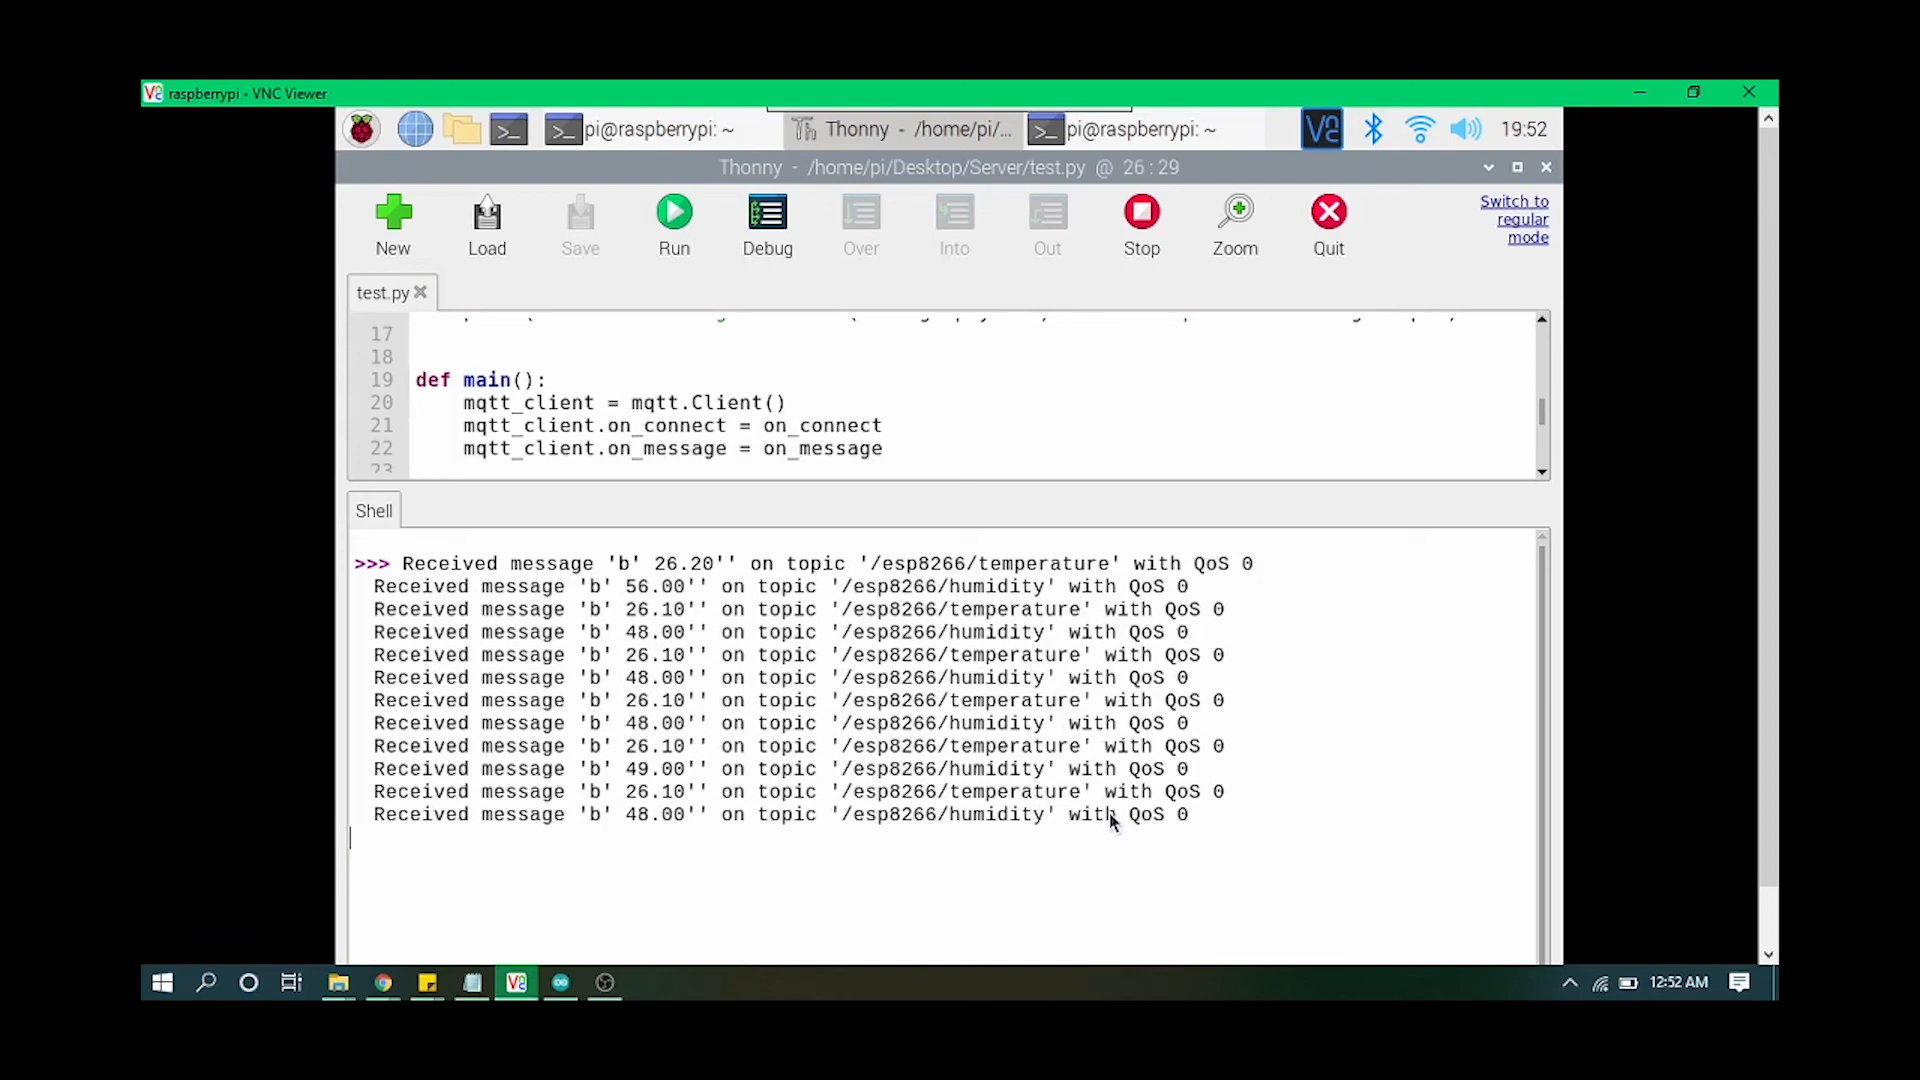 raspberrypi - VNC Viewer
pi@raspberrypi: ~
Thonny - /home/pi/...
pi@raspberrypi: ~
19:52
Thonny - /home/pi/Desktop/Server/test.py @ 26 : 29
New
Load
Save
Run
Debug
Over
Into
Out
Stop
Zoom
Quit
Switch to
regular
mode
test.py
17
18
19 def main():
20 mqtt_client = mqtt.Client()
21 mqtt_client.on_connect = on_connect
22 mqtt_client.on_message = on_message
23
Shell
>>> Received message 'b' 26.20'' on topic '/esp8266/temperature' with QoS 0
Received message 'b' 56.00'' on topic '/esp8266/humidity' with QoS 0
Received message 'b' 26.10'' on topic '/esp8266/temperature' with QoS 0
Received message 'b' 48.00'' on topic '/esp8266/humidity' with QoS 0
Received message 'b' 26.10'' on topic '/esp8266/temperature' with QoS 0
Received message 'b' 48.00'' on topic '/esp8266/humidity' with QoS 0
Received message 'b' 26.10'' on topic '/esp8266/temperature' with QoS 0
Received message 'b' 48.00'' on topic '/esp8266/humidity' with QoS 0
Received message 'b' 26.10'' on topic '/esp8266/temperature' with QoS 0
Received message 'b' 49.00'' on topic '/esp8266/humidity' with QoS 0
Received message 'b' 26.10'' on topic '/esp8266/temperature' with QoS 0
Received message 'b' 48.00'' on topic '/esp8266/humidity' with QoS 0
12:52 AM